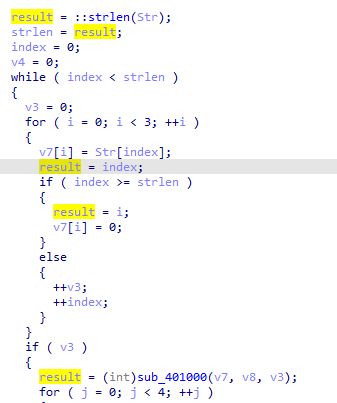 result = ::strlen(Str);
strlen = result;
index = 0;
v4 = 0;
while ( index < strlen )
{
v3 = 0;
for ( i = 0; i < 3; ++i )
{
v7[i] = Str[index];
result = index;
if ( index >= strlen )
{
result = i;
v7[i] = 0;
}
else
{
++v3;
++index;
}
}
if ( v3 )
{
result = (int)sub_401000(v7, v8, v3);
for ( j = 0; j < 4; ++j )